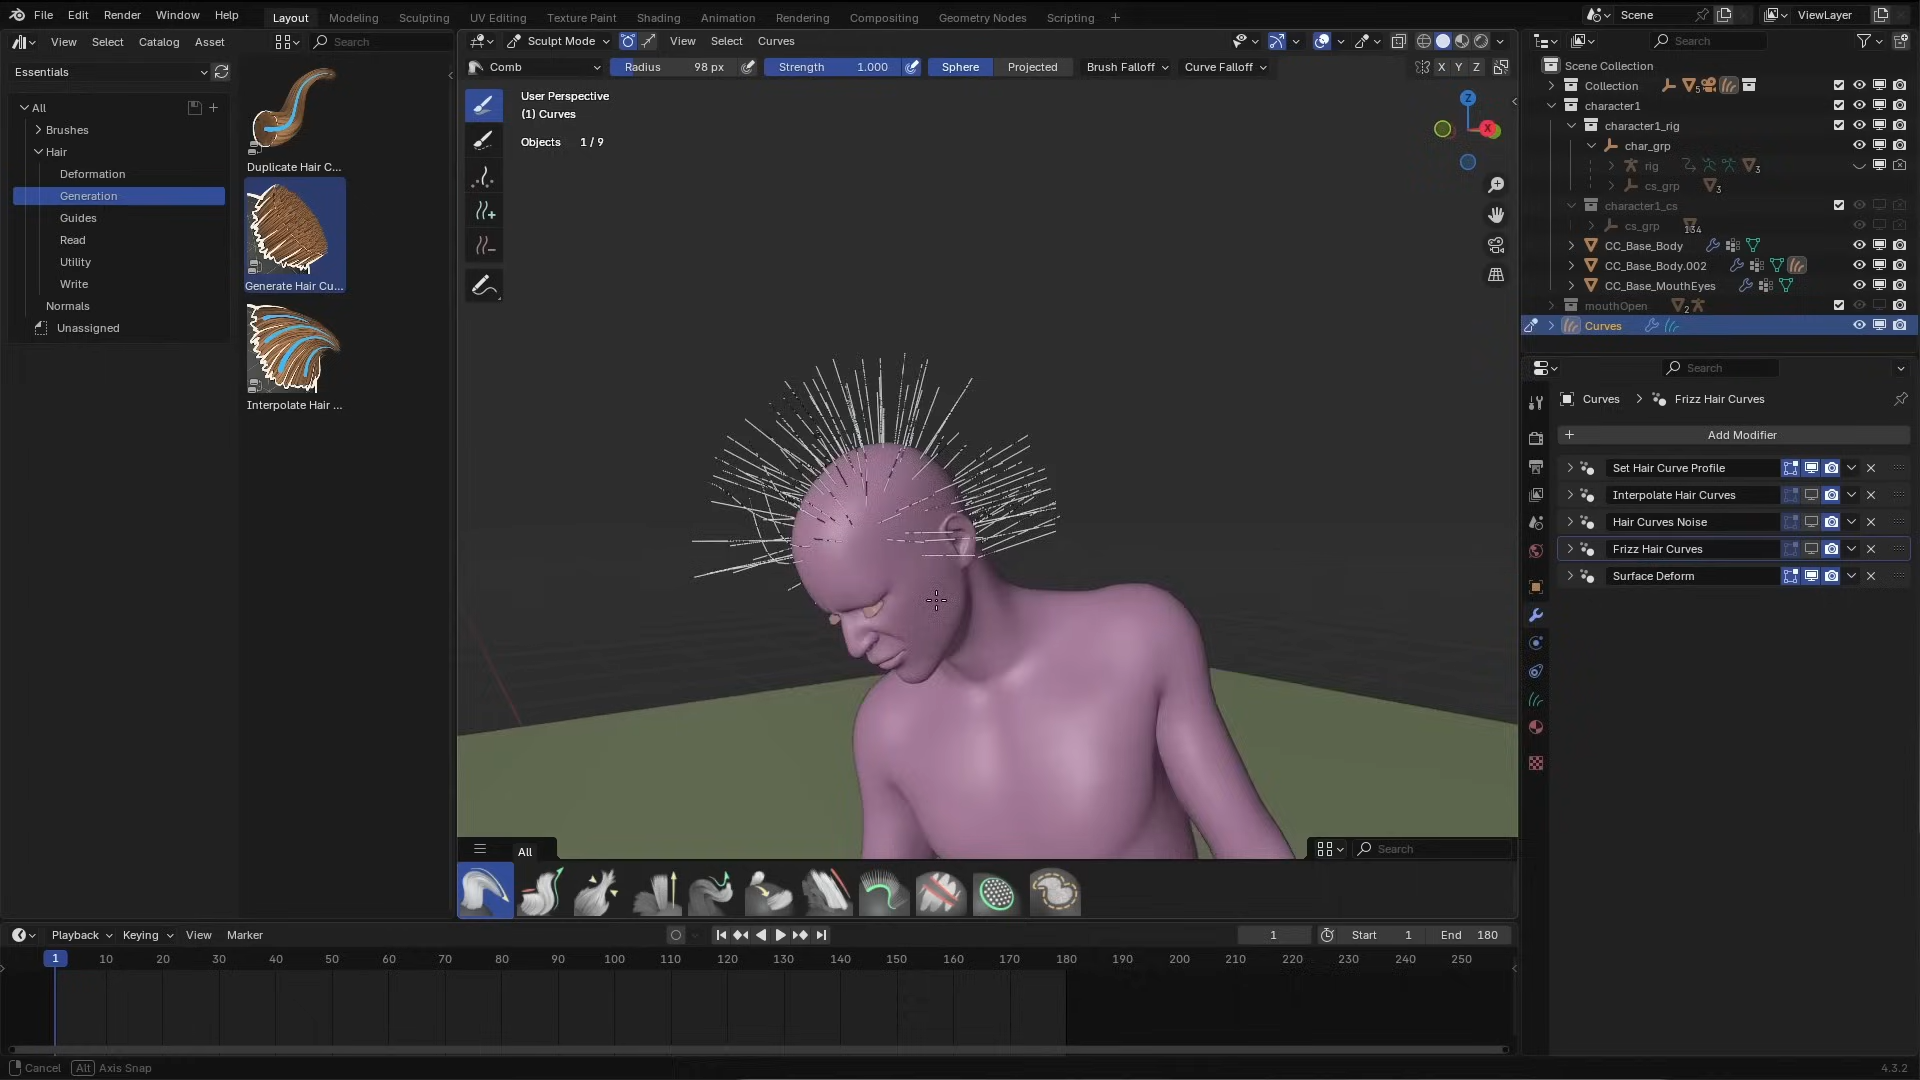 File Edit Render Window Help Layout Modeling Sculpting UV Editing Texture Paint Shading Animation Rendering Compositing Geometry Nodes Scripting Scene ViewLayer
View Select Catalog Asset Search
Essentials
All
Brushes
Hair
Deformation
Generation
Guides
Read
Utility
Write
Normals
Unassigned
Duplicate Hair C...
Generate Hair Cu...
Interpolate Hair ...
Sculpt Mode View Select Curves
Comb Radius 98 px Strength 1.000 Sphere Projected Brush Falloff Curve Falloff X Y Z
User Perspective
(1) Curves
Objects 1 / 9
Z
X
All Search
Search
Scene Collection
Collection 5
character1
character1_rig
char_grp
rig 3
cs_grp 3
character1_cs
cs_grp 134
CC_Base_Body
CC_Base_Body.002
CC_Base_MouthEyes
mouthOpen 2
Curves
Search
Curves > Frizz Hair Curves
Add Modifier
Set Hair Curve Profile
Interpolate Hair Curves
Hair Curves Noise
Frizz Hair Curves
Surface Deform
Playback Keying View Marker 1 Start 1 End 180
1 10 20 30 40 50 60 70 80 90 100 110 120 130 140 150 160 170 180 190 200 210 220 230 240 250
Cancel Alt Axis Snap 4.3.2